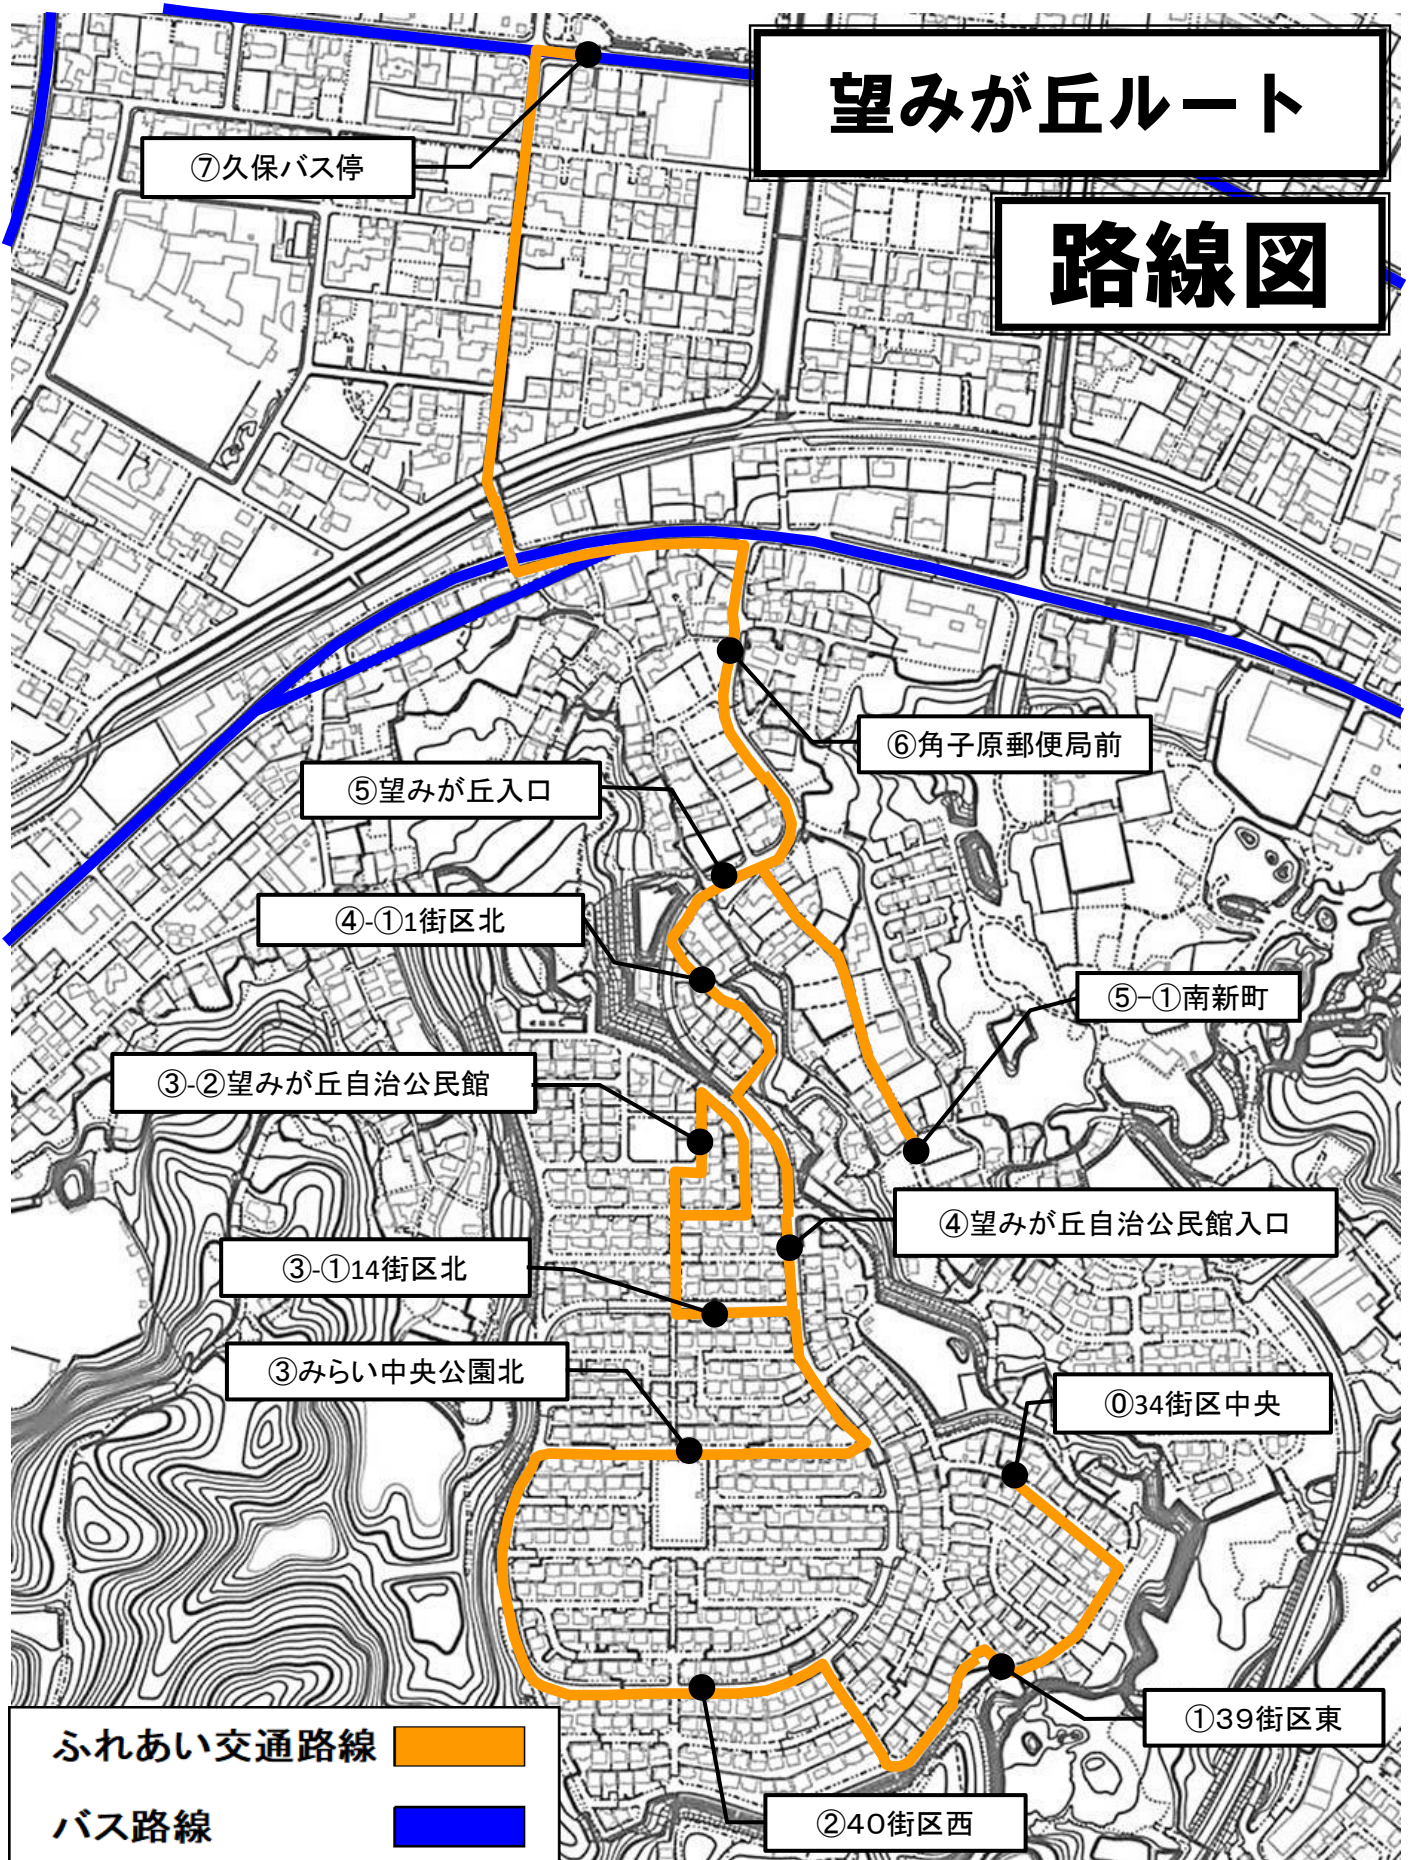 望みが丘ルート
路線図
⑦久保バス停
⑥角子原郵便局前
⑤望みが丘入口
④-①1街区北
⑤-①南新町
③-②望みが丘自治公民館
④望みが丘自治公民館入口
③-①14街区北
③みらい中央公園北
⓪34街区中央
①39街区東
②40街区西
ふれあい交通路線
バス路線